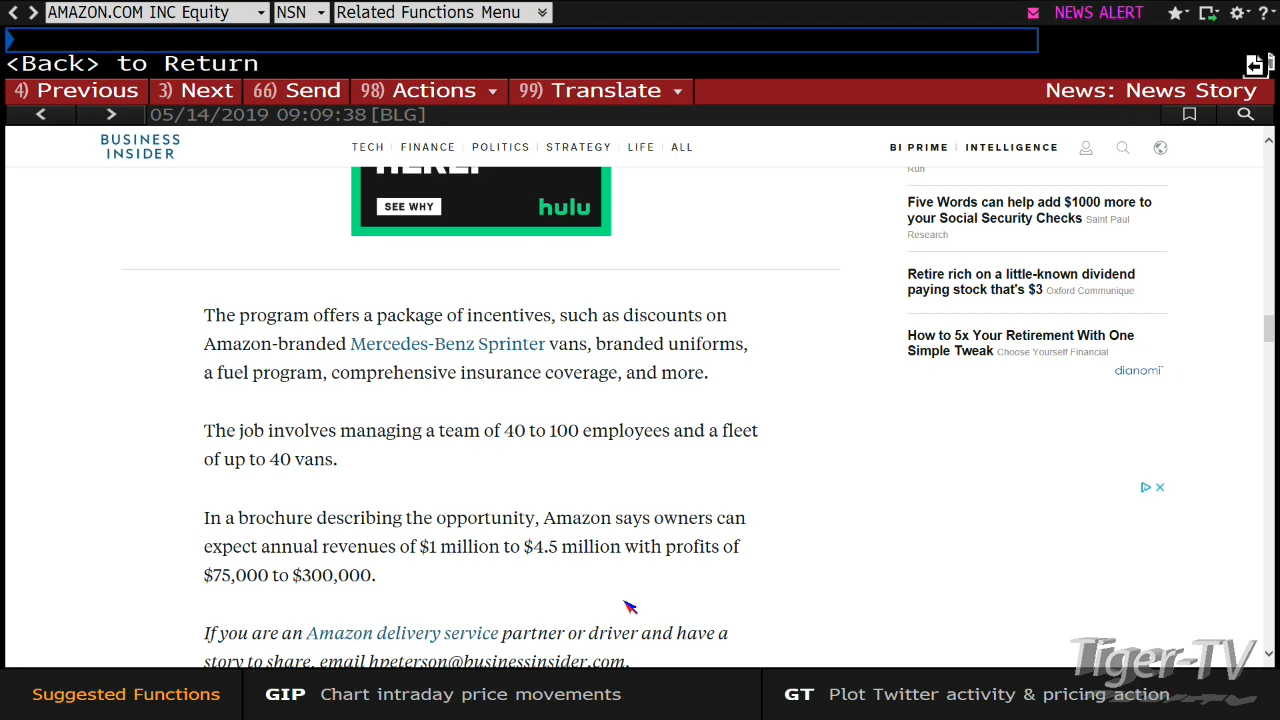 AMAZON.COM INC Equity NSN Related Functions Menu NEWS ALERT ?
<Back> to Return
4) Previous 3) Next 66) Send 98) Actions 99) Translate News: News Story
05/14/2019 09:09:38 [BLG]
BUSINESS
INSIDER
TECH FINANCE POLITICS STRATEGY LIFE ALL
BI PRIME INTELLIGENCE
SEE WHY hulu
The program offers a package of incentives, such as discounts on
Amazon-branded Mercedes-Benz Sprinter vans, branded uniforms,
a fuel program, comprehensive insurance coverage, and more.
The job involves managing a team of 40 to 100 employees and a fleet
of up to 40 vans.
In a brochure describing the opportunity, Amazon says owners can
expect annual revenues of $1 million to $4.5 million with profits of
$75,000 to $300,000.
If you are an Amazon delivery service partner or driver and have a
story to share, email hpeterson@businessinsider.com.
Run
Five Words can help add $1000 more to
your Social Security Checks Saint Paul
Research
Retire rich on a little-known dividend
paying stock that's $3 Oxford Communique
How to 5x Your Retirement With One
Simple Tweak Choose Yourself Financial
dianomi
Tiger-TV
Suggested Functions GIP Chart intraday price movements GT Plot Twitter activity & pricing action